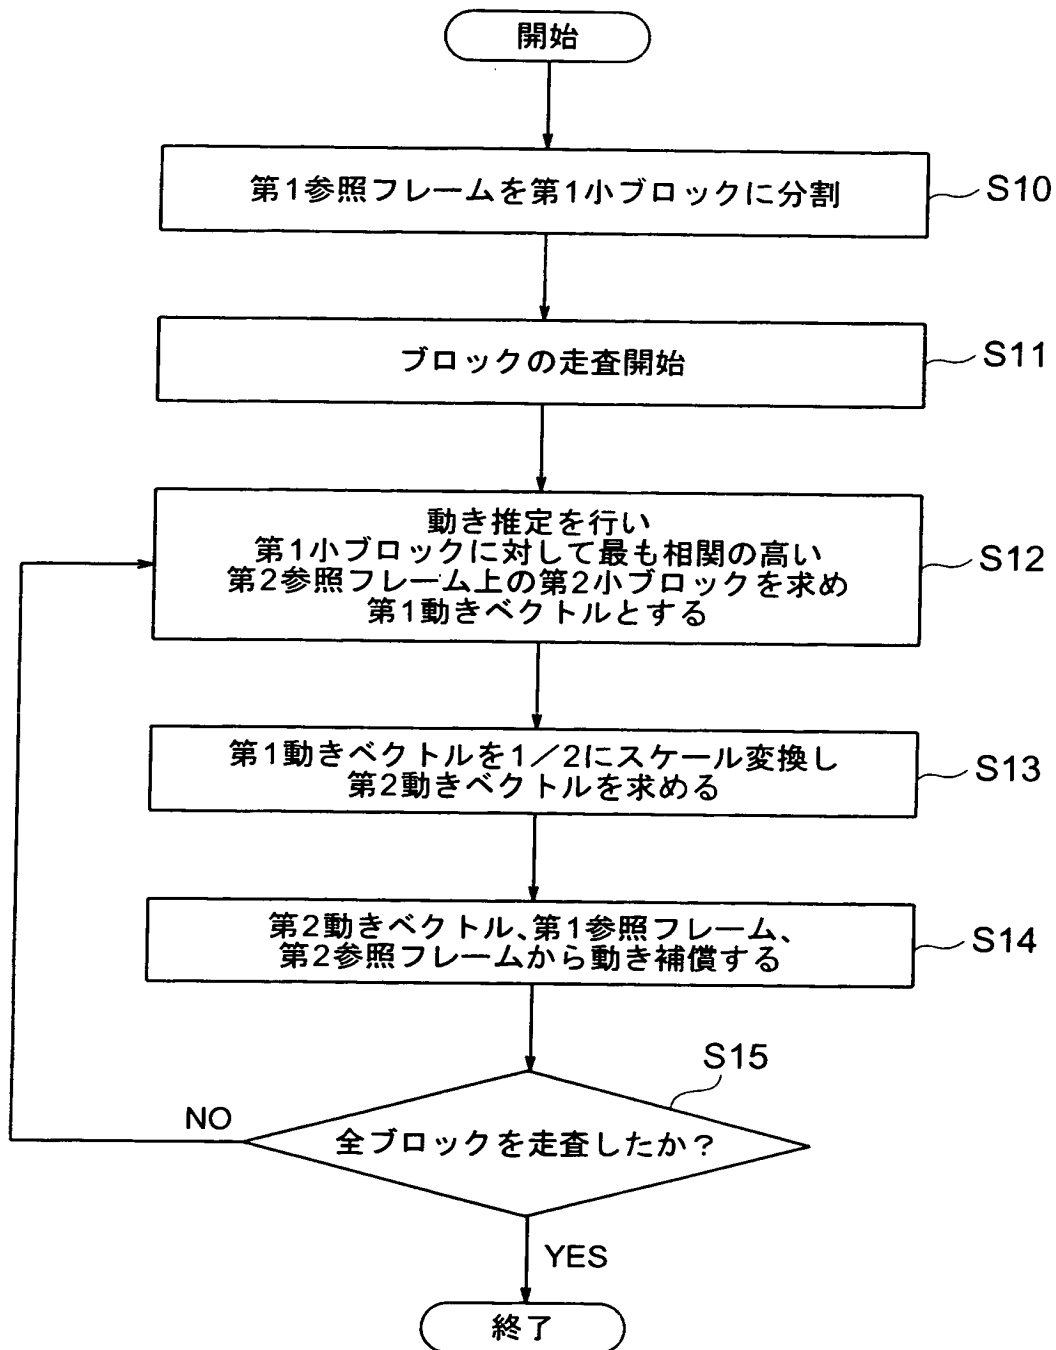 開始
第1参照フレームを第1小ブロックに分割
S10
ブロックの走査開始
S11
動き推定を行い
第1小ブロックに対して最も相関の高い
第2参照フレーム上の第2小ブロックを求め
第1動きベクトルとする
S12
第1動きベクトルを1/2にスケール変換し
第2動きベクトルを求める
S13
第2動きベクトル、第1参照フレーム、
第2参照フレームから動き補償する
S14
S15
NO
全ブロックを走査したか?
YES
終了